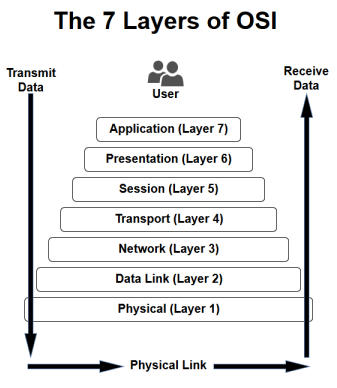 The 7 Layers of OSI
Transmit
Data
User
Receive
Data
Application (Layer 7)
Presentation (Layer 6)
Session (Layer 5)
Transport (Layer 4)
Network (Layer 3)
Data Link (Layer 2)
Physical (Layer 1)
Physical Link